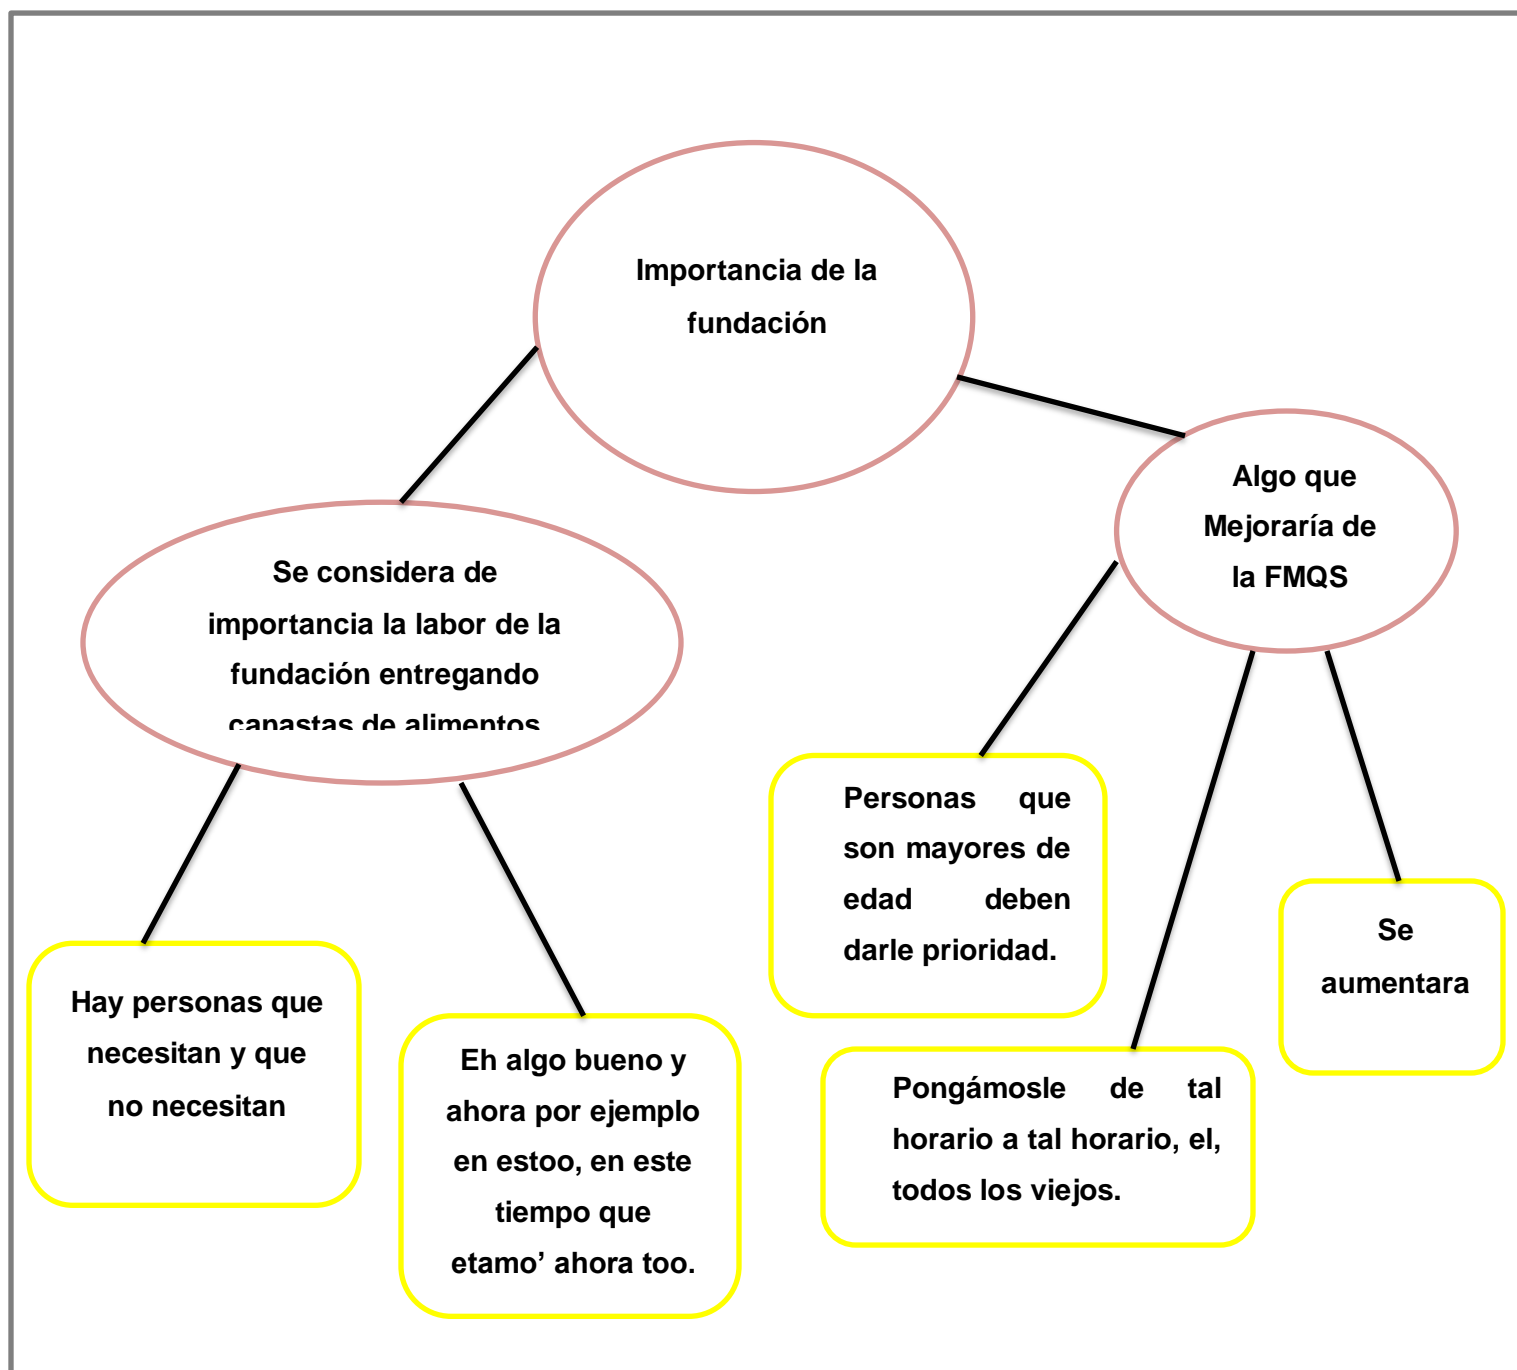 Importancia de la
fundación
Algo que
Mejoraría de
la FMQS
Se considera de
importancia la labor de la
fundación entregando
canastas de alimentos
Personas que
son mayores de
edad deben
darle prioridad.
Se
aumentara
Hay personas que
necesitan y que
no necesitan
Eh algo bueno y
ahora por ejemplo
en estoo, en este
tiempo que
etamo’ ahora too.
Pongámosle de tal
horario a tal horario, el,
todos los viejos.